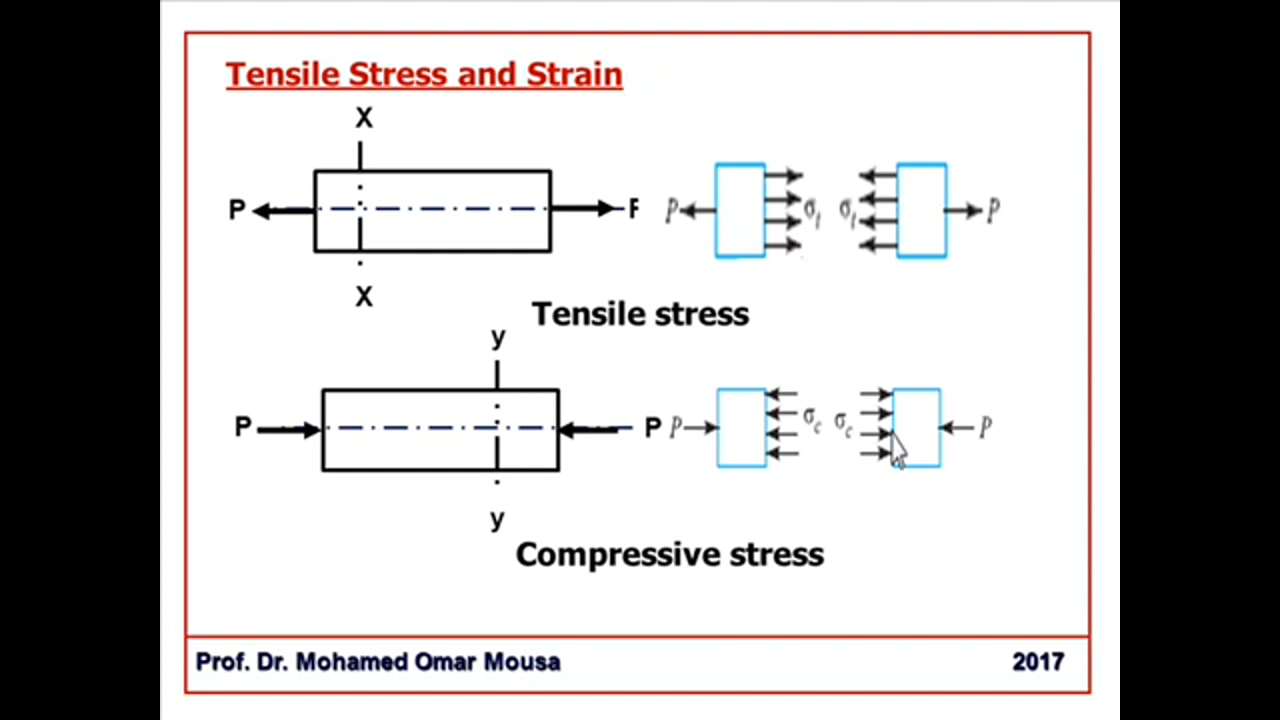 Tensile Stress and Strain
X
P
P σt σt P
X
Tensile stress
y
P P
P σc σc P
y
Compressive stress
Prof. Dr. Mohamed Omar Mousa 2017